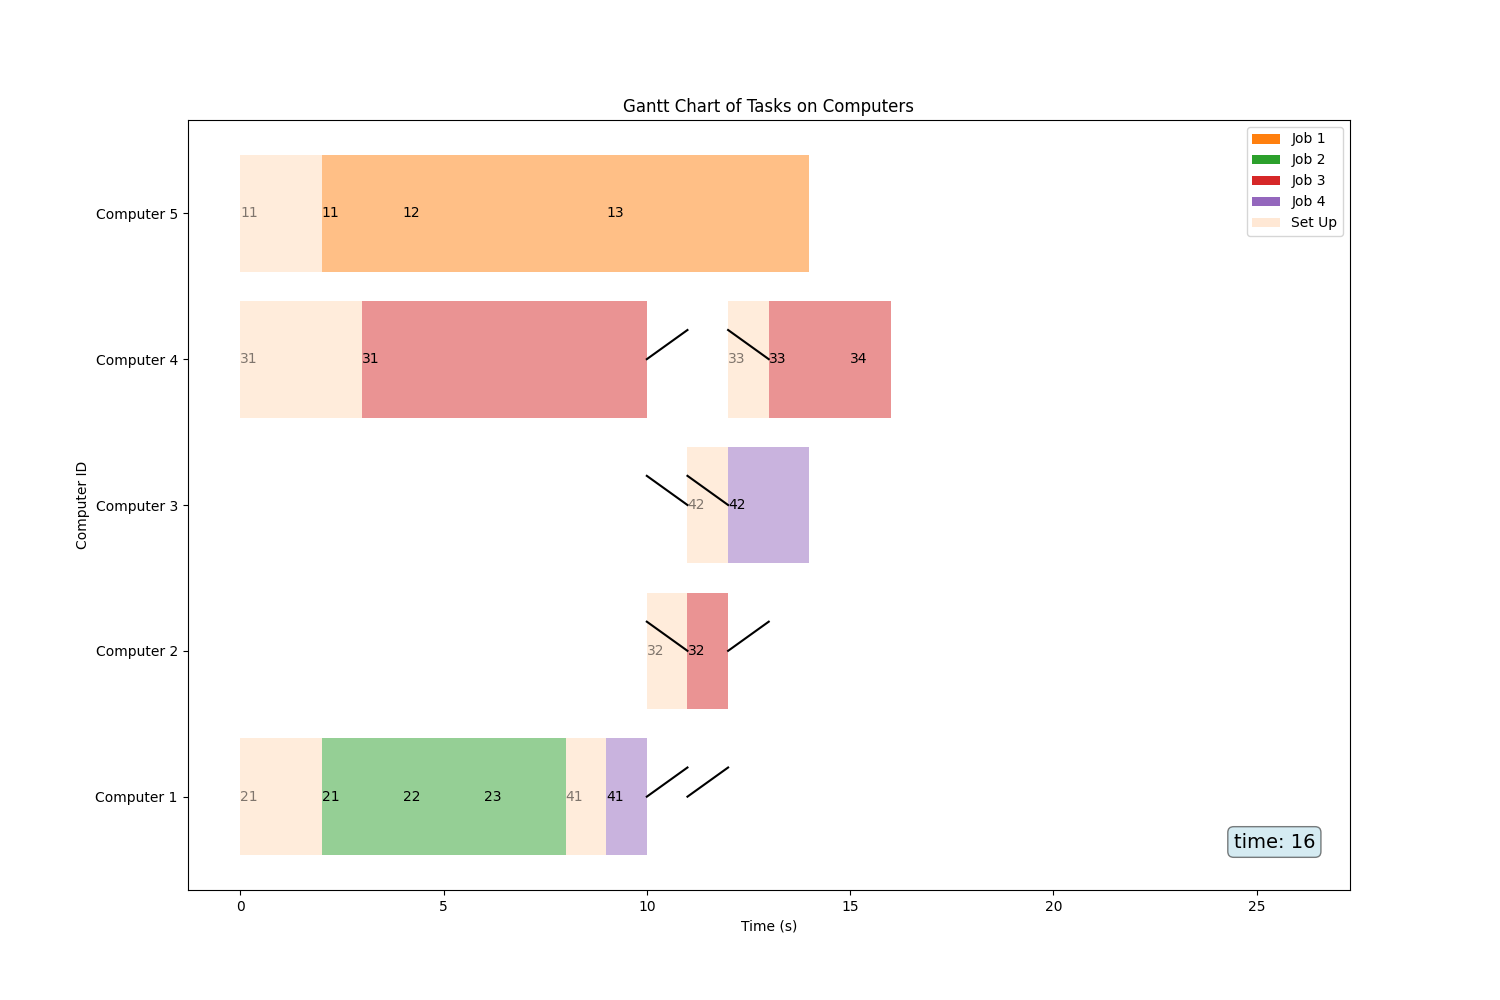 Gantt Chart of Tasks on Computers
Job 1
Job 2
Job 3
Job 4
Set Up
Computer 5
11 11 12 13
Computer 4
31 31 33 33 34
Computer 3
42 42
Computer 2
32 32
Computer 1
21 21 22 23 41 41
Computer ID
time: 16
0 5 10 15 20 25
Time (s)